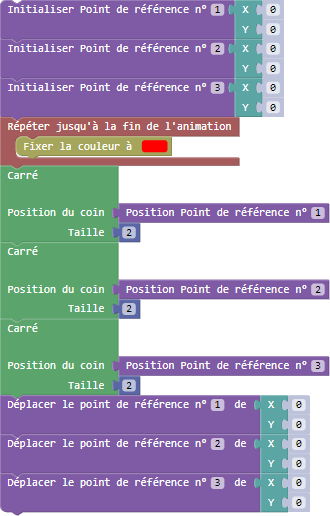 Initialiser Point de référence n° 1 X 0
Y 0
Initialiser Point de référence n° 2 X 0
Y 0
Initialiser Point de référence n° 3 X 0
Y 0
Répéter jusqu'à la fin de l'animation
Fixer la couleur à
Carré
Position du coin Position Point de référence n° 1
Taille 2
Carré
Position du coin Position Point de référence n° 2
Taille 2
Carré
Position du coin Position Point de référence n° 3
Taille 2
Déplacer le point de référence n° 1 de X 0
Y 0
Déplacer le point de référence n° 2 de X 0
Y 0
Déplacer le point de référence n° 3 de X 0
Y 0